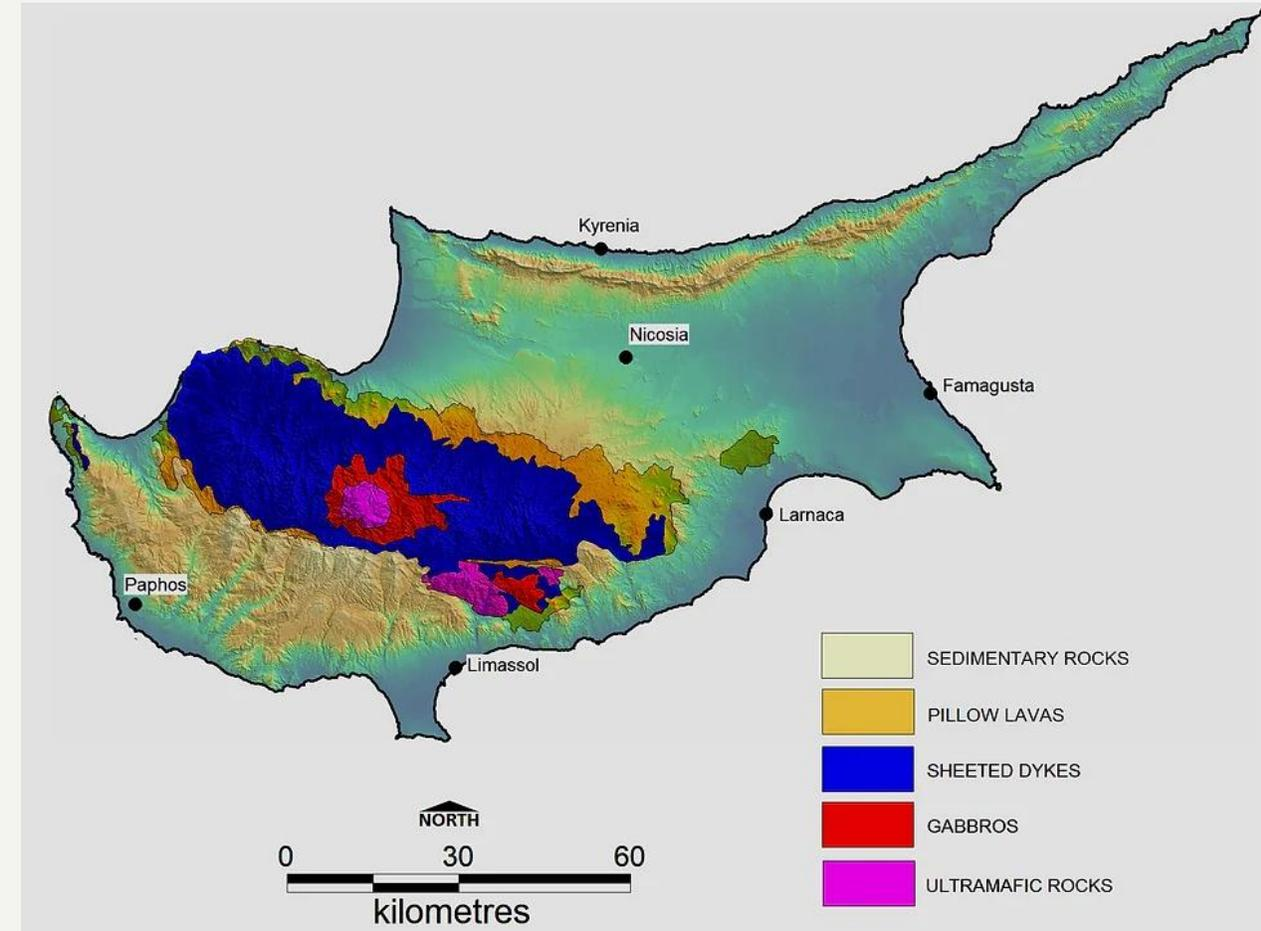 Kyrenia
Nicosia
Famagusta
Larnaca
Paphos
Limassol
SEDIMENTARY ROCKS
PILLOW LAVAS
SHEETED DYKES
GABBROS
ULTRAMAFIC ROCKS
NORTH
0 30 60
kilometres